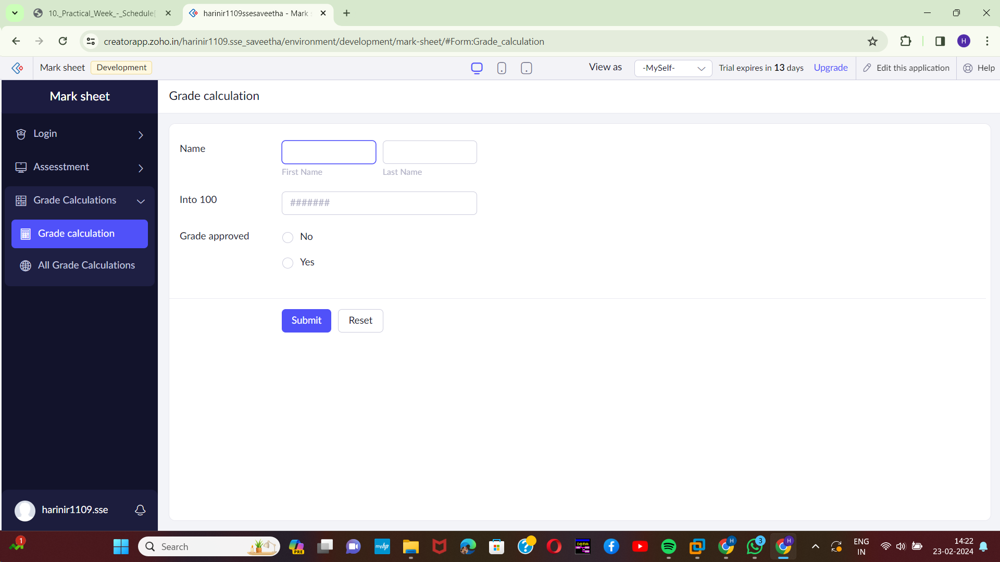 10._Practical_Week_-_Schedule[
harinir1109ssesaveetha - Mark
creatorapp.zoho.in/harinir1109.sse_saveetha/environment/development/mark-sheet/#Form:Grade_calculation
H
Mark sheet
Development
View as
-MySelf-
Trial expires in 13 days
Upgrade
Edit this application
Help
Mark sheet
Login
Assesstment
Grade Calculations
Grade calculation
All Grade Calculations
harinir1109.sse
Grade calculation
Name
First Name
Last Name
Into 100
#######
Grade approved
No
Yes
Submit
Reset
1
Search
PRE
myhp
DATA
H
3
H
ENG
IN
14:22
23-02-2024